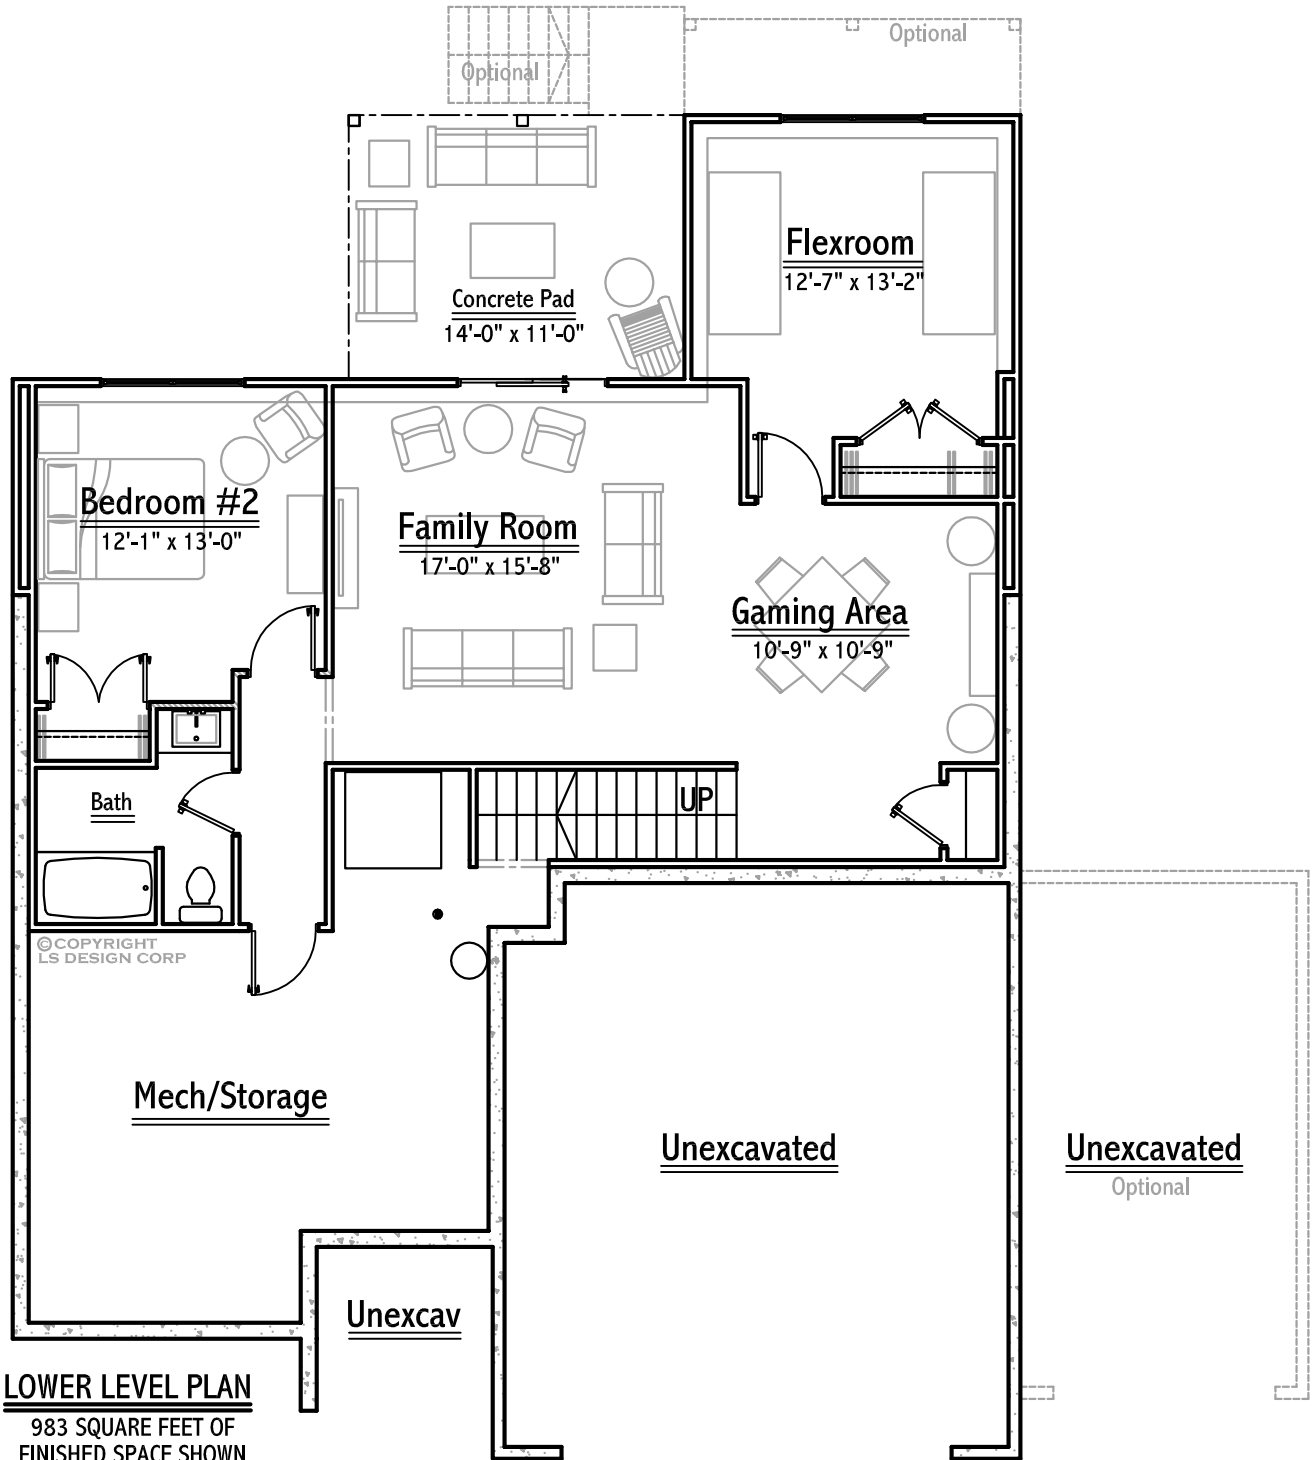 Optional
Optional
Flexroom
12'-7" x 13'-2"
Concrete Pad
14'-0" x 11'-0"
Bedroom #2
12'-1" x 13'-0"
Family Room
17'-0" x 15'-8"
Gaming Area
10'-9" x 10'-9"
Bath
UP
©COPYRIGHT
LS DESIGN CORP
Mech/Storage
Unexcavated
Unexcavated
Optional
Unexcav
LOWER LEVEL PLAN
983 SQUARE FEET OF
FINISHED SPACE SHOWN